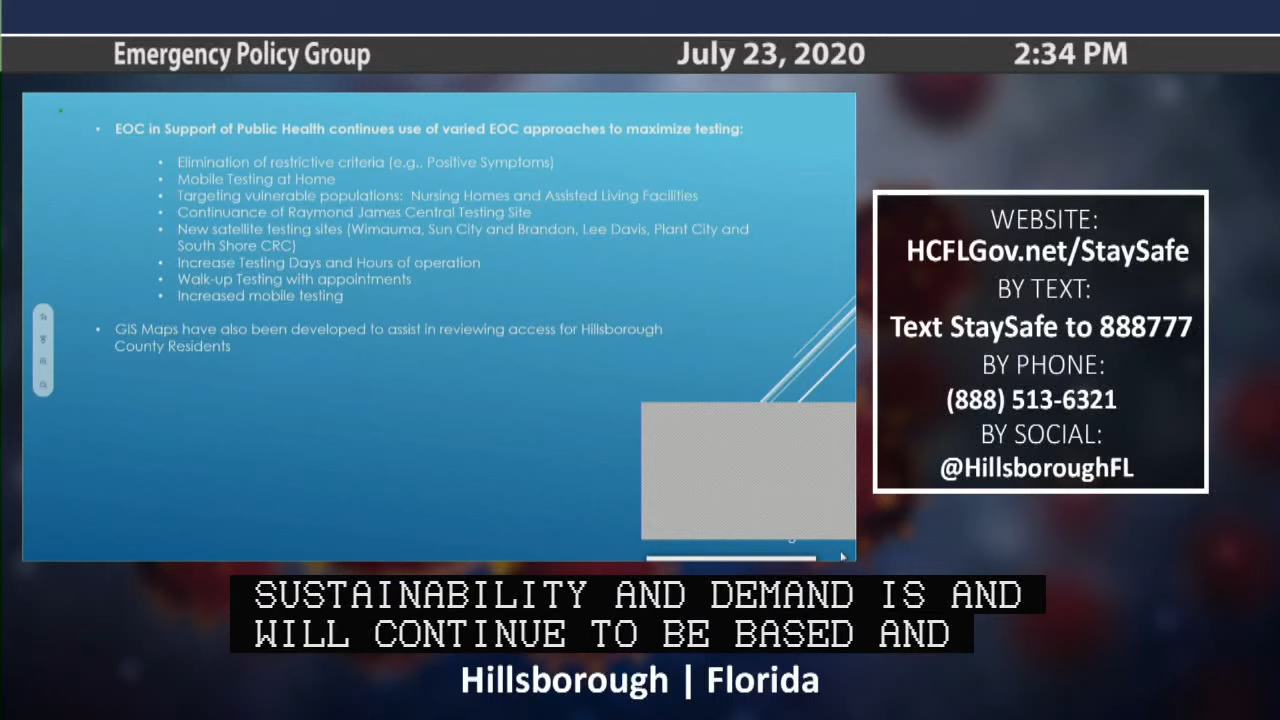 Emergency Policy Group July 23, 2020 2:34 PM
• EOC in Support of Public Health continues use of varied EOC approaches to maximize testing:
• Elimination of restrictive criteria (e.g., Positive Symptoms)
• Mobile Testing at Home
• Targeting vulnerable populations: Nursing Homes and Assisted Living Facilities
• Continuance of Raymond James Central Testing Site
• New satellite testing sites (Wimauma, Sun City and Brandon, Lee Davis, Plant City and
South Shore CRC)
• Increase Testing Days and Hours of operation
• Walk-up Testing with appointments
• Increased mobile testing
• GIS Maps have also been developed to assist in reviewing access for Hillsborough
County Residents
WEBSITE:
HCFLGov.net/StaySafe
BY TEXT:
Text StaySafe to 888777
BY PHONE:
(888) 513-6321
BY SOCIAL:
@HillsboroughFL
SUSTAINABILITY AND DEMAND IS AND
WILL CONTINUE TO BE BASED AND
Hillsborough | Florida